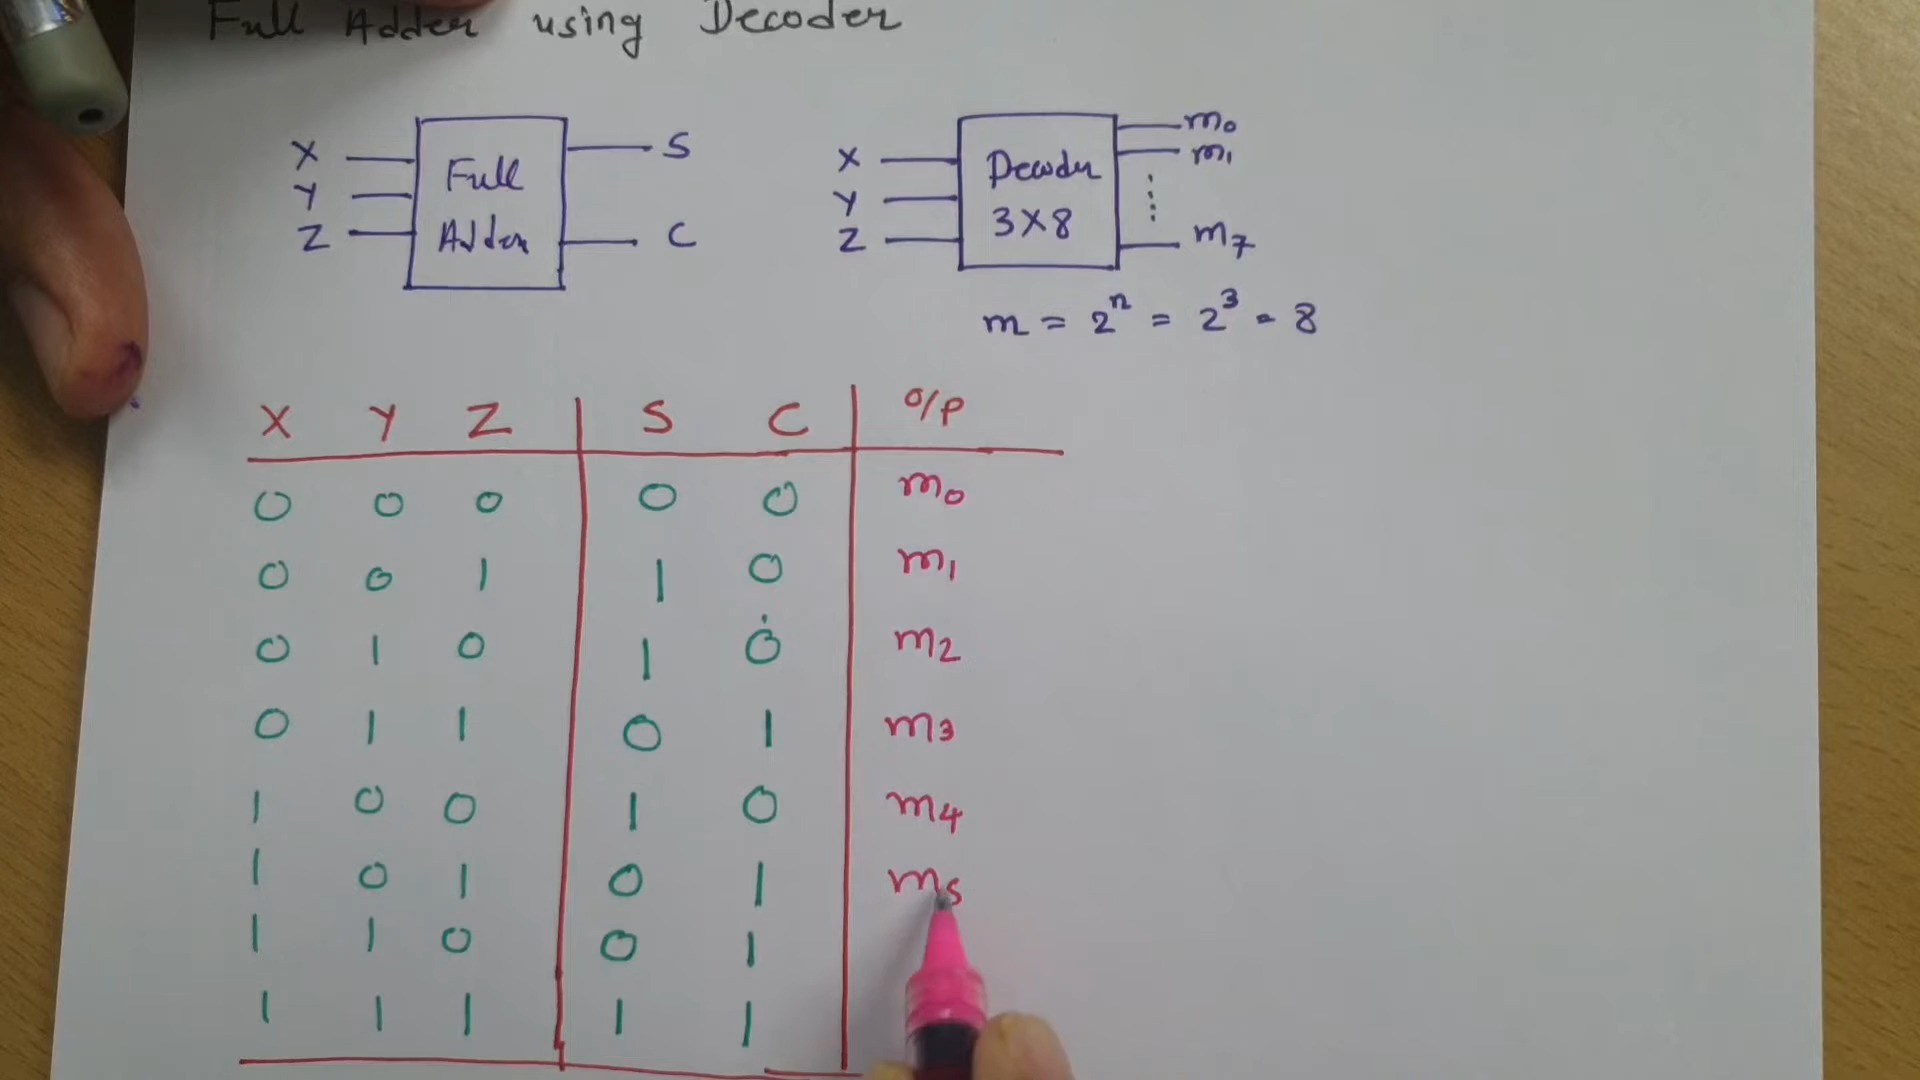 Full Adder using Decoder
X
Y
Z
Full
Adder
S
C
X
Y
Z
Decoder
3X8
m0
m1
m7
m = 2^n = 2^3 = 8
X Y Z S C O/P
0 0 0 0 0 m0
0 0 1 1 0 m1
0 1 0 1 0 m2
0 1 1 0 1 m3
1 0 0 1 0 m4
1 0 1 0 1 m5
1 1 0 0 1
1 1 1 1 1